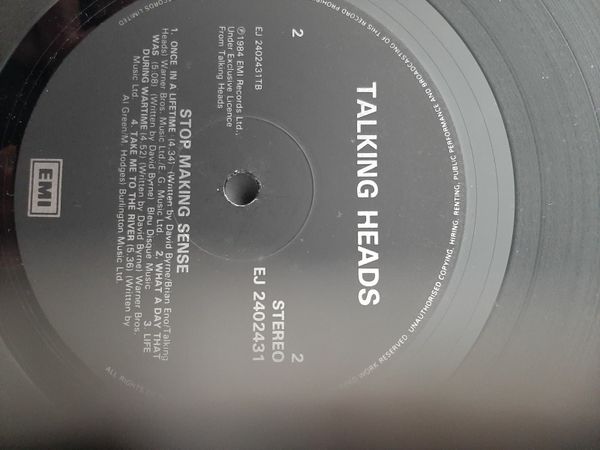 TALKING HEADS
2
2
EJ 2402431TB
℗1984 EMI Records Ltd.,
Under Exclusive Licence
From Talking Heads
STEREO
EJ 2402431
STOP MAKING SENSE
1. ONCE IN A LIFETIME (4.34) (Written by David Byrne/Brian Eno/Talking
Heads) Warner Bros. Music Ltd./E.G. Music Ltd. 2. WHAT A DAY THAT
WAS (5.08) (Written by David Byrne) Bleu Disque Music 3. LIFE
DURING WARTIME (4.52) (Written by David Byrne) Warner Bros.
Music Ltd. 4. TAKE ME TO THE RIVER (5.36) (Written by
Al Green/M. Hodges) Burlington Music Ltd.
EMI
ALL RIGHTS
WORK RESERVED. UNAUTHORISED COPYING, HIRING, RENTING, PUBLIC PERFORMANCE AND BROADCASTING OF THIS RECORD PROHIBITED
RECORDS LIMITED